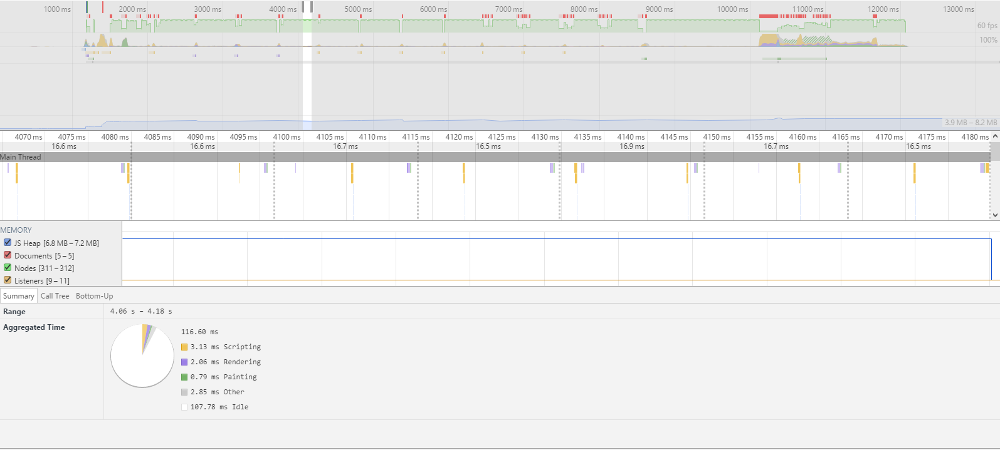 1000 ms 2000 ms 3000 ms 4000 ms 5000 ms 6000 ms 7000 ms 8000 ms 9000 ms 10000 ms 11000 ms 12000 ms 13000 ms
60 fps
100%
3.9 MB – 8.2 MB
4070 ms 4075 ms 4080 ms 4085 ms 4090 ms 4095 ms 4100 ms 4105 ms 4110 ms 4115 ms 4120 ms 4125 ms 4130 ms 4135 ms 4140 ms 4145 ms 4150 ms 4155 ms 4160 ms 4165 ms 4170 ms 4175 ms 4180 ms
16.6 ms 16.6 ms 16.7 ms 16.5 ms 16.9 ms 16.7 ms 16.5 ms
Main Thread
MEMORY
JS Heap [6.8 MB – 7.2 MB]
Documents [5 – 5]
Nodes [311 – 312]
Listeners [9 – 11]
Summary Call Tree Bottom-Up
Range 4.06 s – 4.18 s
Aggregated Time
116.60 ms
3.13 ms Scripting
2.06 ms Rendering
0.79 ms Painting
2.85 ms Other
107.78 ms Idle